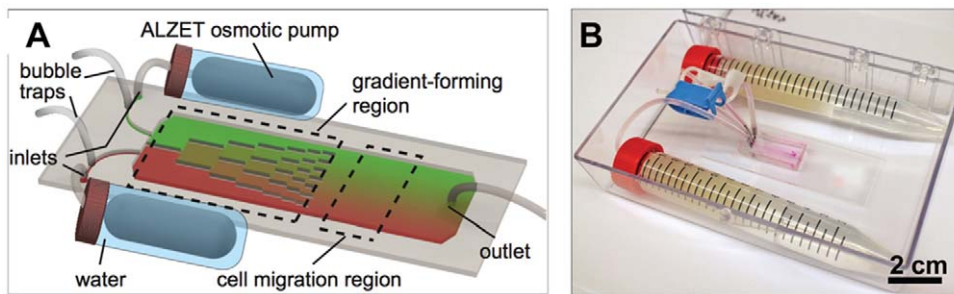 A
ALZET osmotic pump
bubble
traps
gradient-forming
region
inlets
water
cell migration region
outlet
B
2 cm